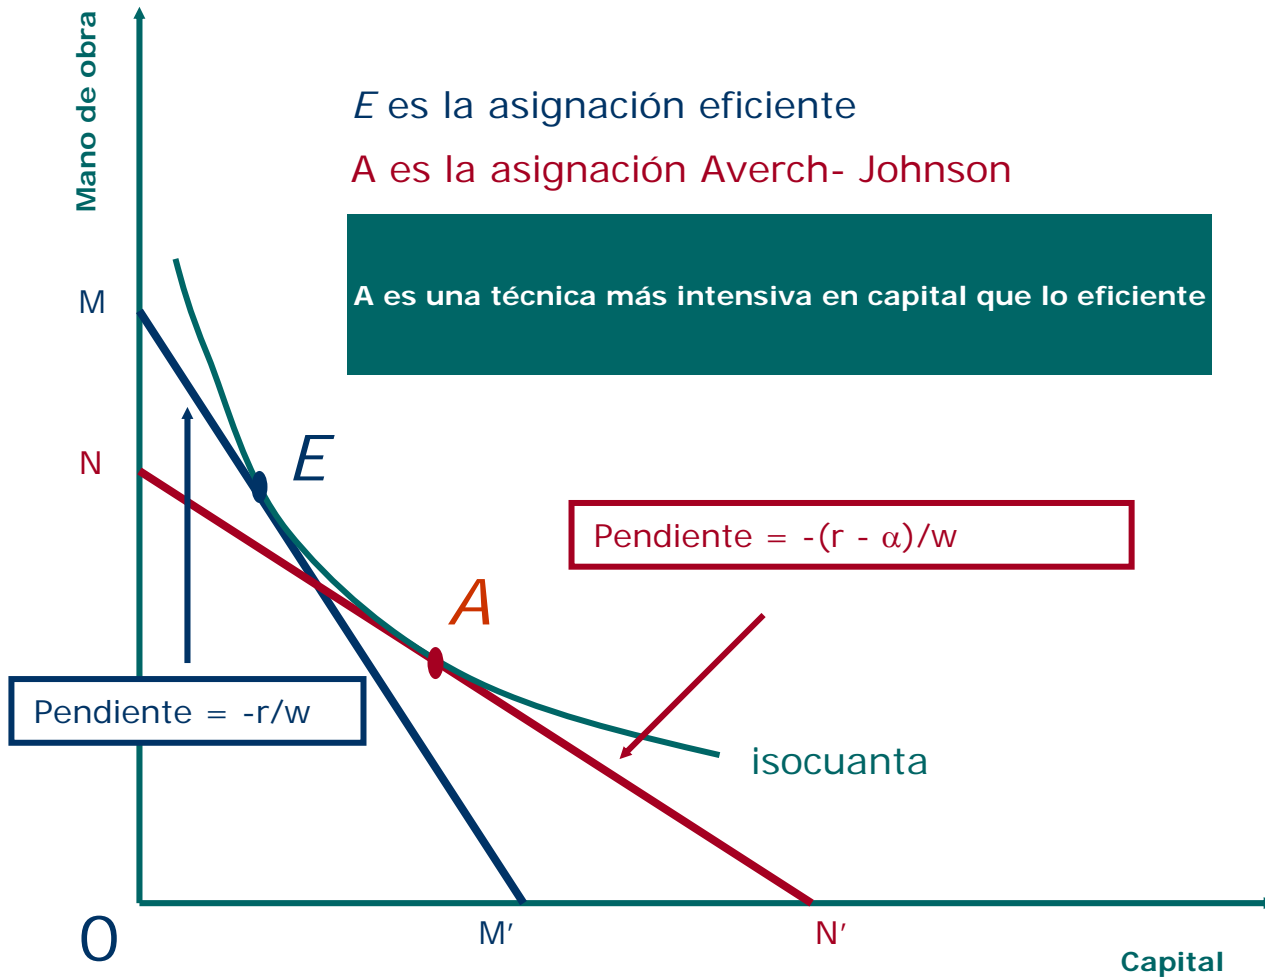 Mano de obra
E es la asignación eficiente
A es la asignación Averch- Johnson
A es una técnica más intensiva en capital que lo eficiente
M
E
N
Pendiente = -(r - α)/w
A
Pendiente = -r/w
isocuanta
0
M’
N’
Capital